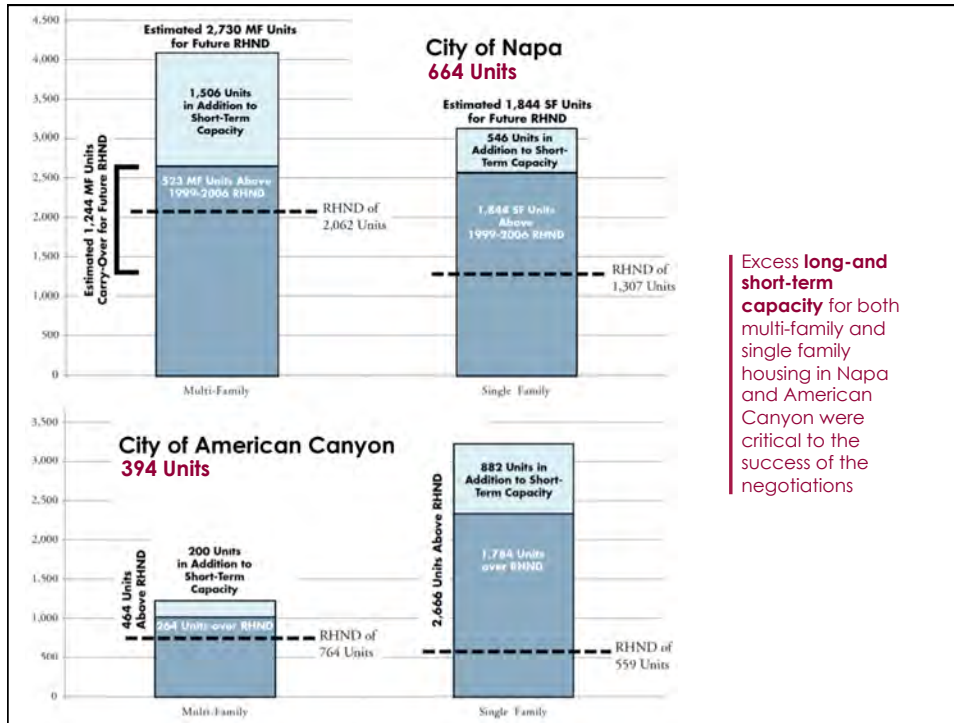 4,500
4,000
3,500
3,000
2,500
2,000
1,500
1,000
500
0
Estimated 2,730 MF Units
for Future RHND
City of Napa
664 Units
1,506 Units
in Addition to
Short-Term
Capacity
Estimated 1,844 SF Units
for Future RHND
546 Units in
Addition to Short-
Term Capacity
Estimated 1,244 MF Units
Carry-Over for Future RHND
523 MF Units Above
1999-2006 RHND
RHND of
2,062 Units
1,844 SF Units
Above
1999-2006 RHND
RHND of
1,307 Units
Multi-Family
Single Family
Excess long-and
short-term
capacity for both
multi-family and
single family
housing in Napa
and American
Canyon were
critical to the
success of the
negotiations
3,500
3,000
2,500
2,000
1,500
1,000
500
0
City of American Canyon
394 Units
464 Units
Above RHND
200 Units
in Addition to
Short-Term
Capacity
264 Units over RHND
RHND of
764 Units
2,666 Units Above RHND
882 Units in
Addition to Short-
Term Capacity
1,784 Units
over RHND
RHND of
559 Units
Multi-Family
Single Family